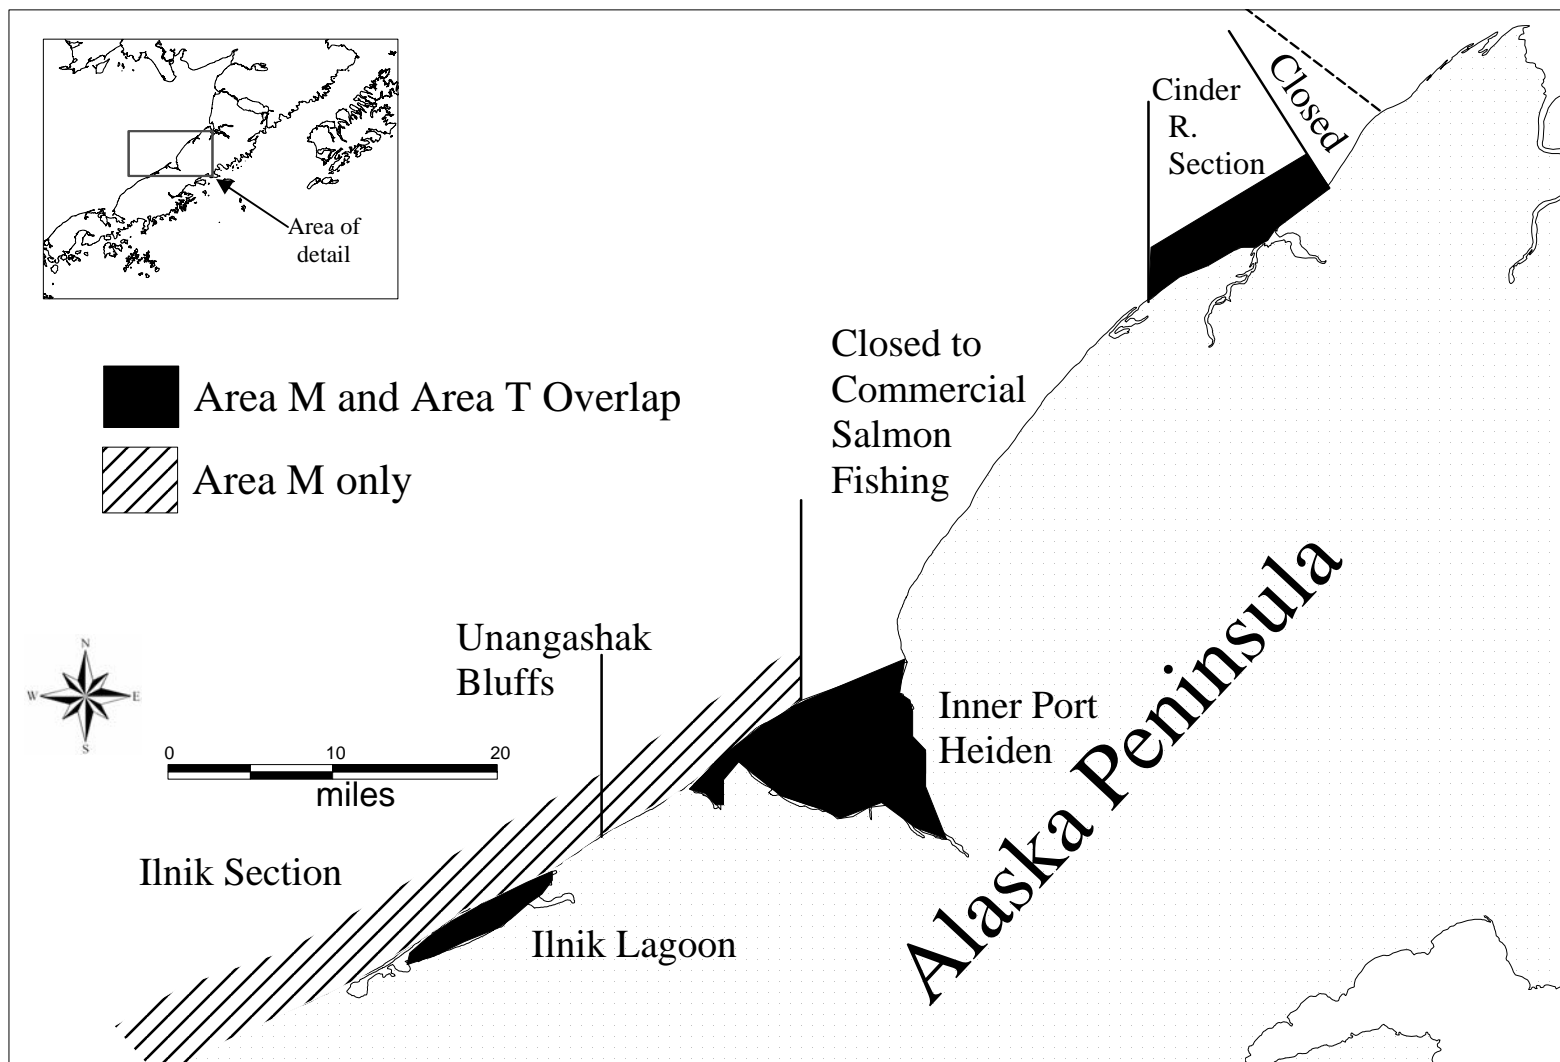 Area of
detail
Cinder
R.
Section
Closed
Closed to
Commercial
Salmon
Fishing
Area M and Area T Overlap
Area M only
Unangashak
Bluffs
Inner Port
Heiden
N
W
E
S
0 10 20
miles
Ilnik Section
Ilnik Lagoon
Alaska Peninsula